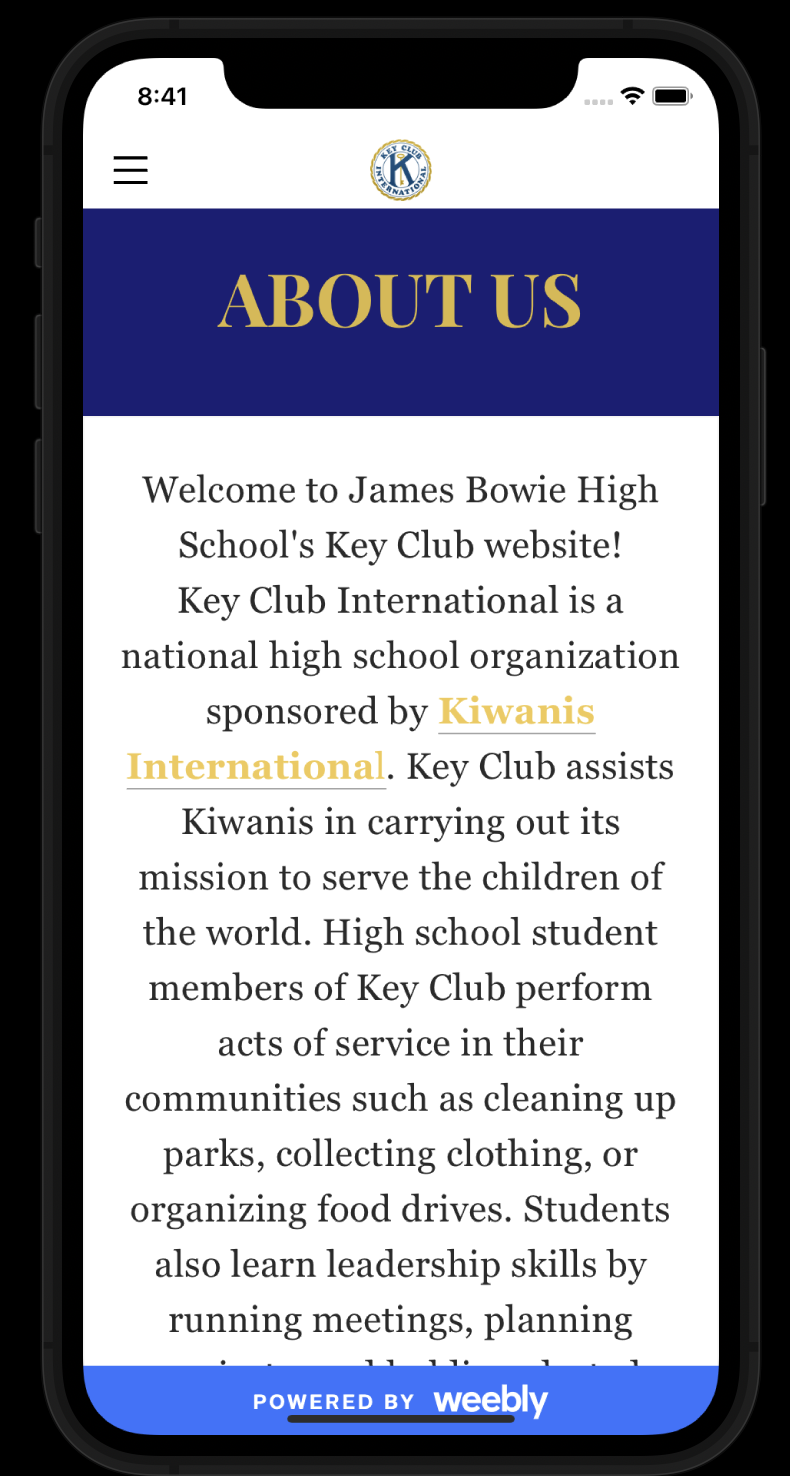 8:41
KEY CLUB
K
INTERNATIONAL
ABOUT US
Welcome to James Bowie High
School's Key Club website!
Key Club International is a
national high school organization
sponsored by Kiwanis
International. Key Club assists
Kiwanis in carrying out its
mission to serve the children of
the world. High school student
members of Key Club perform
acts of service in their
communities such as cleaning up
parks, collecting clothing, or
organizing food drives. Students
also learn leadership skills by
running meetings, planning
POWERED BY weebly